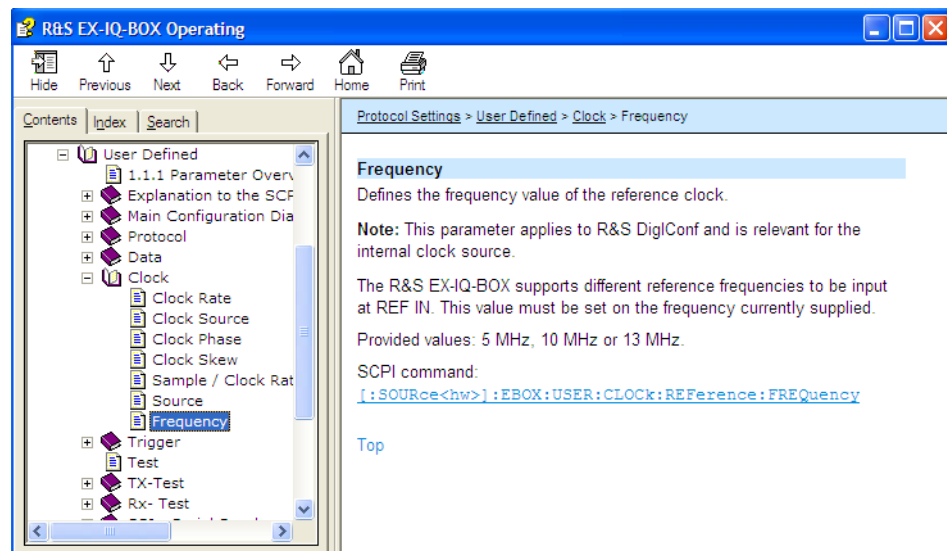 R&S EX-IQ-BOX Operating
Hide Previous Next Back Forward Home Print
Contents Index Search
User Defined
1.1.1 Parameter Overv
Explanation to the SCP
Main Configuration Dia
Protocol
Data
Clock
Clock Rate
Clock Source
Clock Phase
Clock Skew
Sample / Clock Rat
Source
Frequency
Trigger
Test
TX-Test
Rx- Test
Protocol Settings > User Defined > Clock > Frequency
Frequency
Defines the frequency value of the reference clock.
Note: This parameter applies to R&S DigIConf and is relevant for the
internal clock source.
The R&S EX-IQ-BOX supports different reference frequencies to be input
at REF IN. This value must be set on the frequency currently supplied.
Provided values: 5 MHz, 10 MHz or 13 MHz.
SCPI command:
[:SOURce<hw>]:EBOX:USER:CLOCk:REFerence:FREQuency
Top